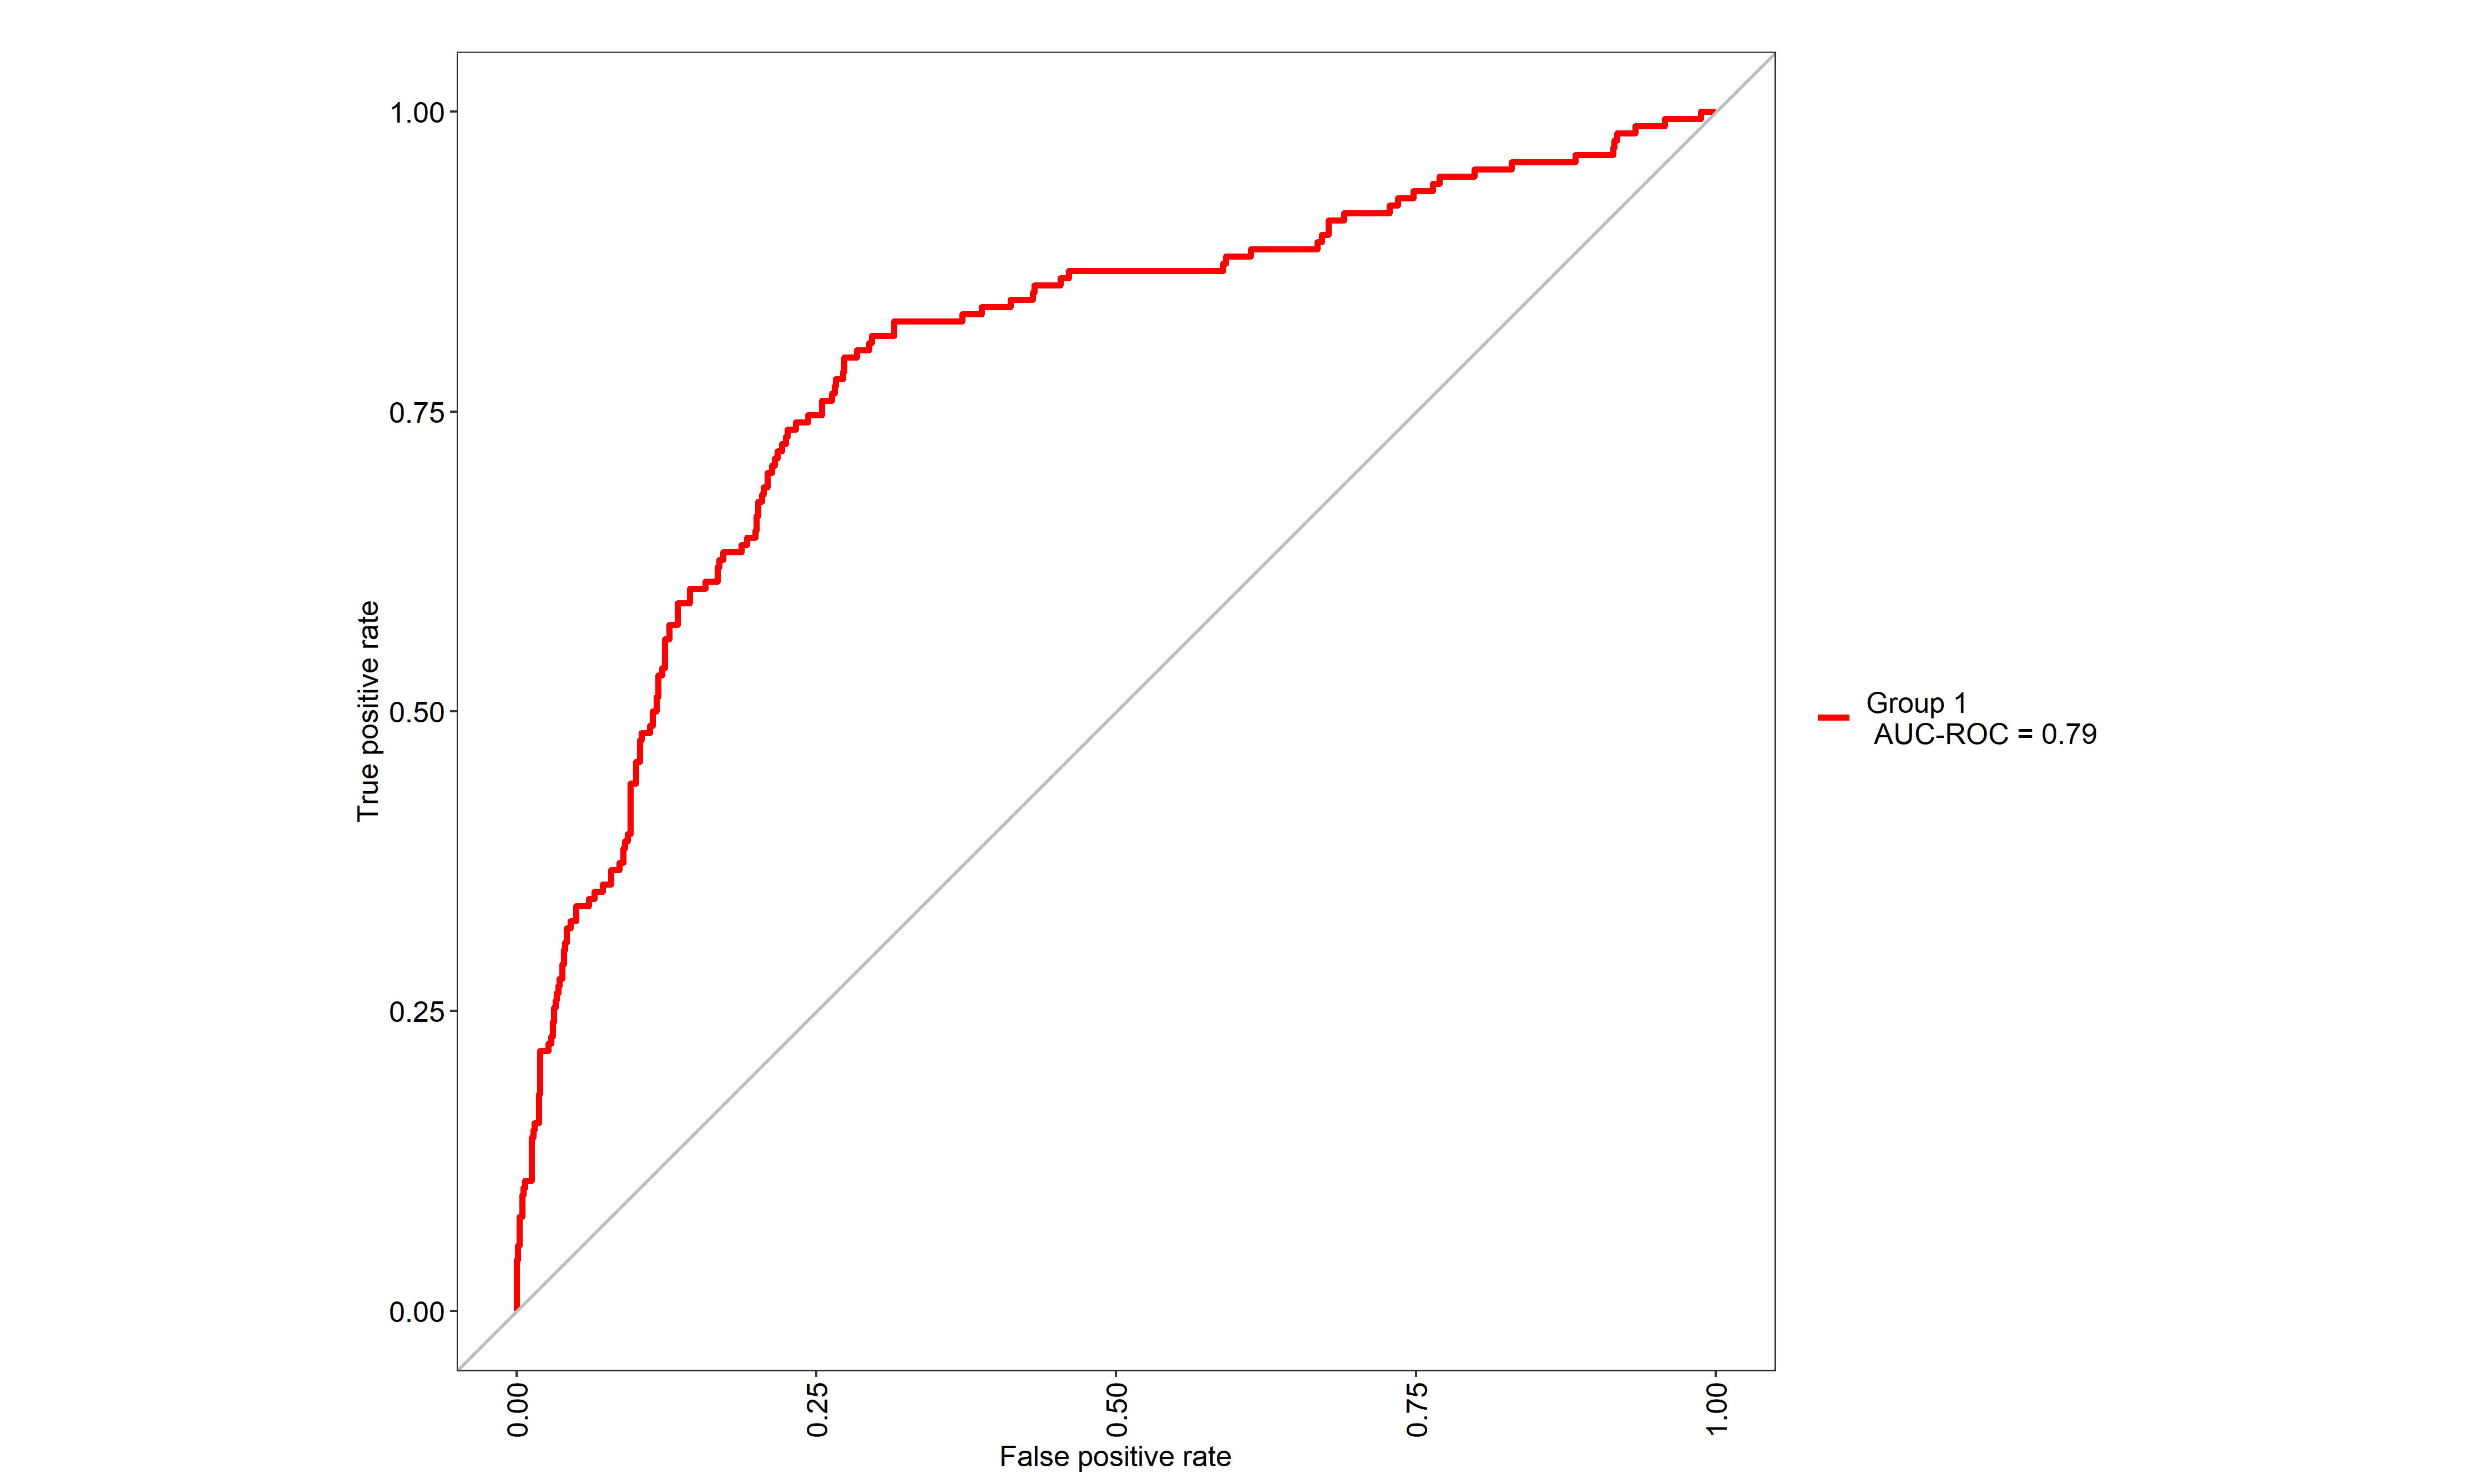 1.00
0.75
0.50
0.25
0.00
True positive rate
0.00
0.25
0.50
0.75
1.00
False positive rate
Group 1
AUC-ROC = 0.79